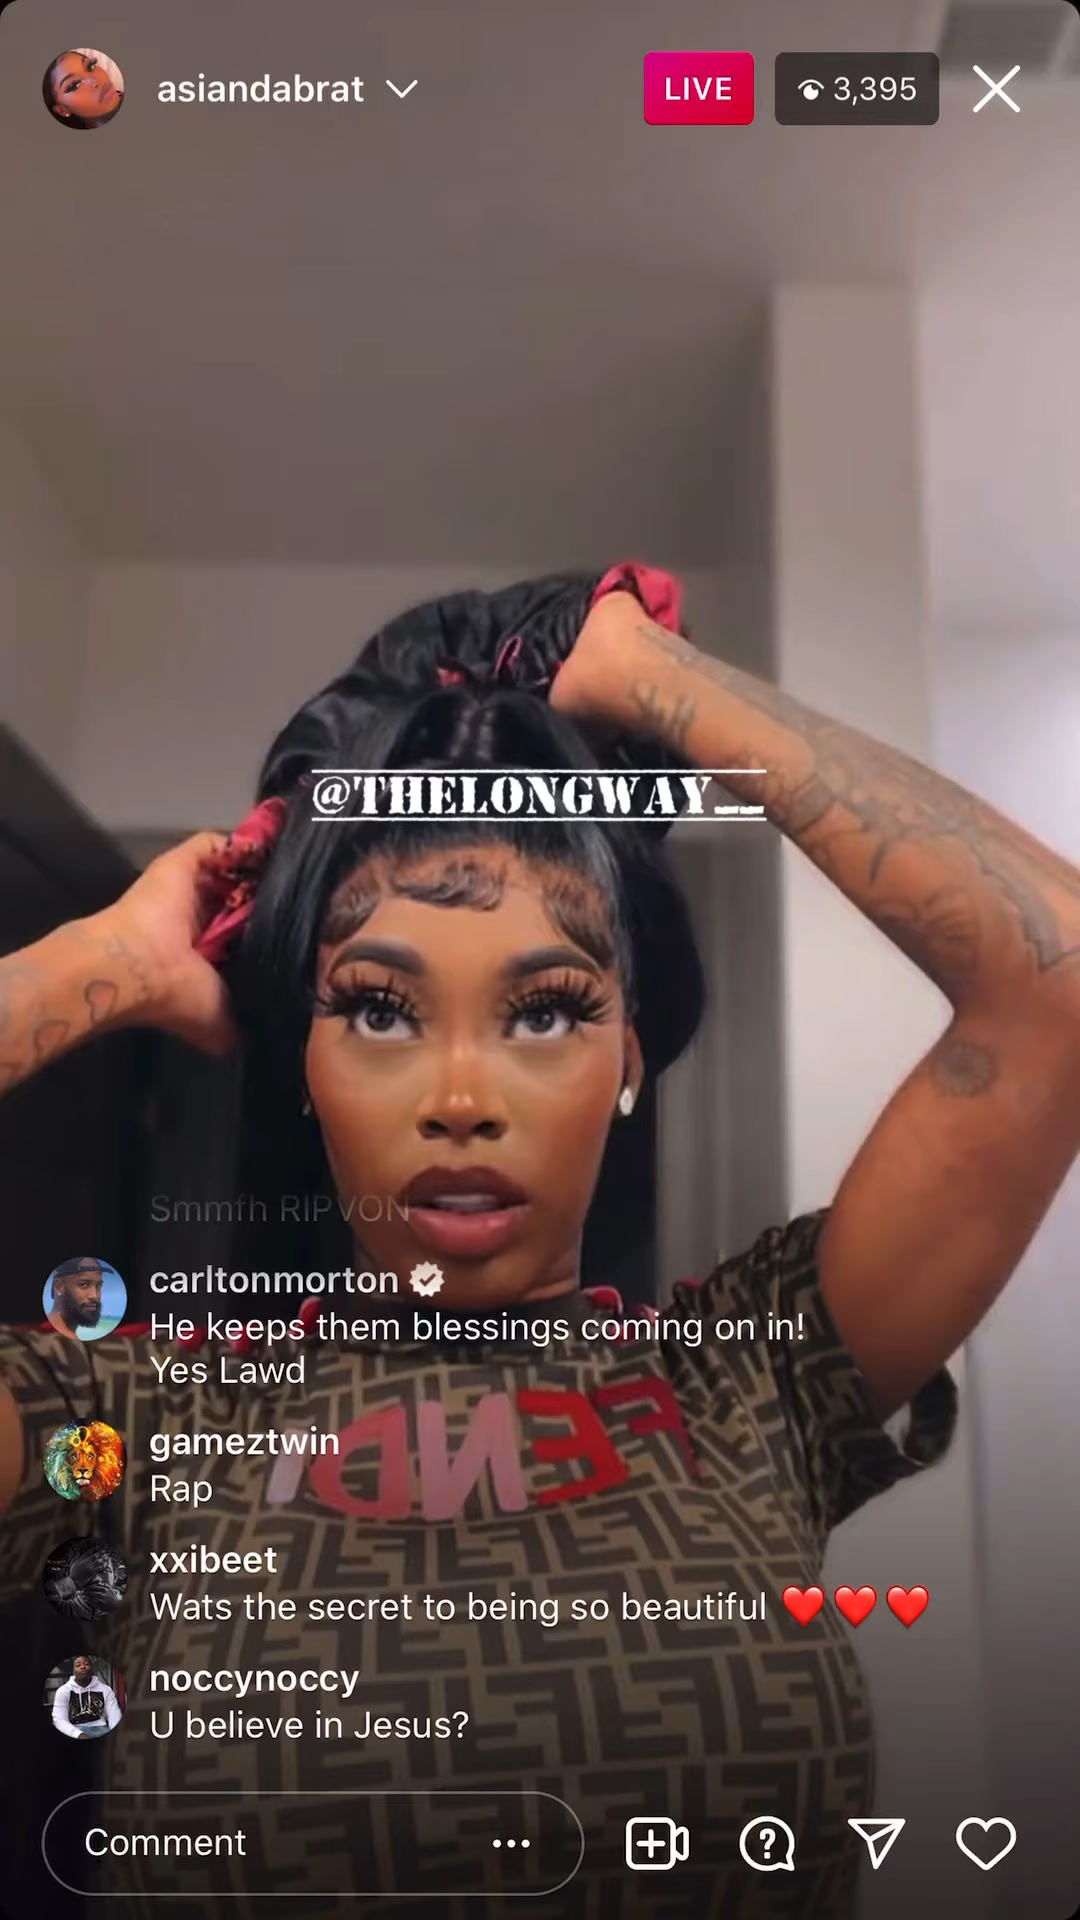 asiandabrat
LIVE
3,395
@THELONGWAY__
Smmfh RIPVON
carltonmorton
He keeps them blessings coming on in!
Yes Lawd
FENDI
gameztwin
Rap
xxibeet
Wats the secret to being so beautiful ❤️❤️❤️
noccynoccy
U believe in Jesus?
Comment